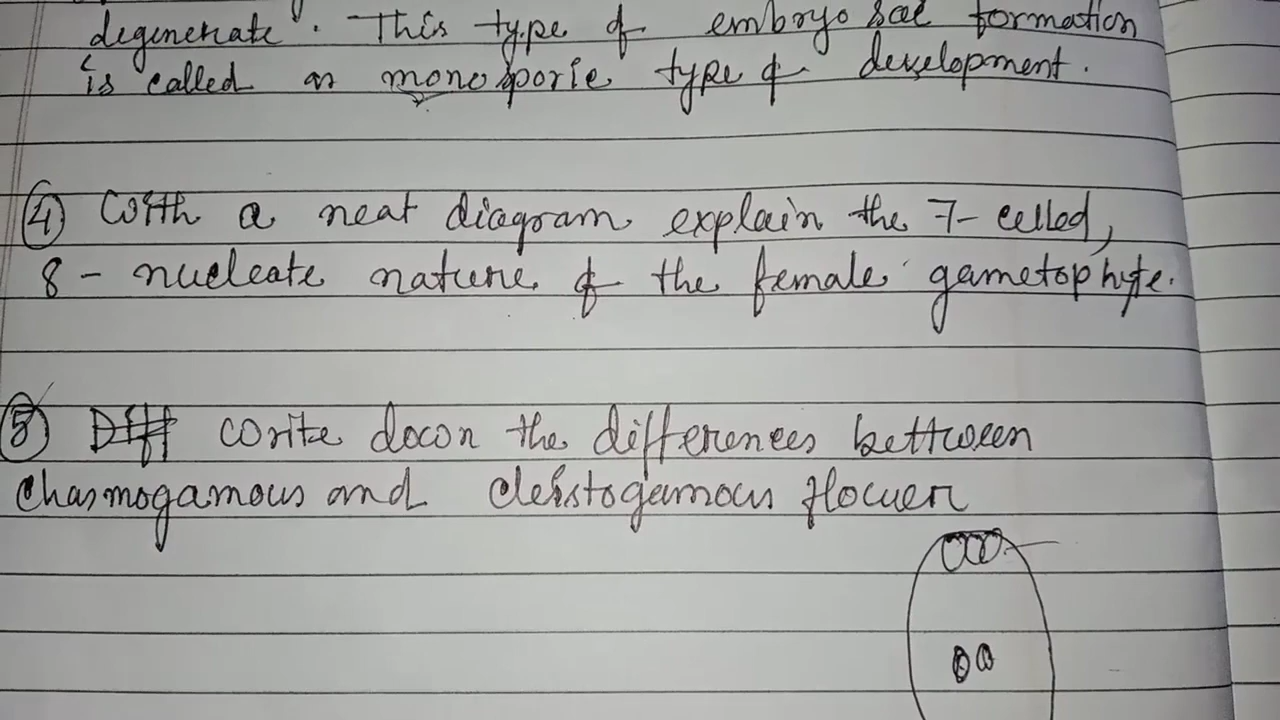 degenerate". This type of embryo sac formation
is called as monosporic type of development.
④ With a neat diagram explain the 7-celled,
8-nucleate nature of the female gametophyte.
⑤ Diff write down the differences bettween
chasmogamous and cleistogamous flower